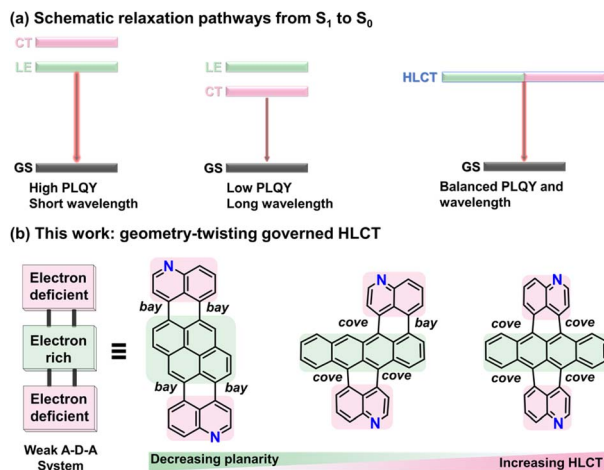 (a) Schematic relaxation pathways from S₁ to S₀
CT
LE
GS
High PLQY
Short wavelength
LE
CT
GS
Low PLQY
Long wavelength
HLCT
GS
Balanced PLQY and
wavelength
(b) This work: geometry-twisting governed HLCT
Electron
deficient
Electron
rich
Electron
deficient
Weak A-D-A
System
≡
N
bay
bay
bay
bay
N
N
cove
bay
cove
cove
N
N
cove
cove
cove
cove
N
Decreasing planarity
Increasing HLCT